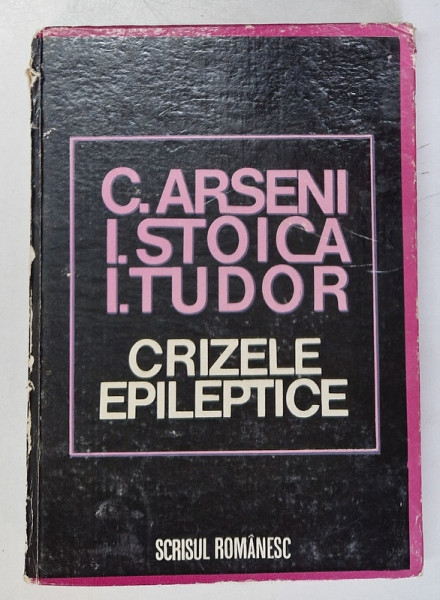 C. ARSENI
I. STOICA
I. TUDOR
CRIZELE
EPILEPTICE
SCRISUL ROMÂNESC